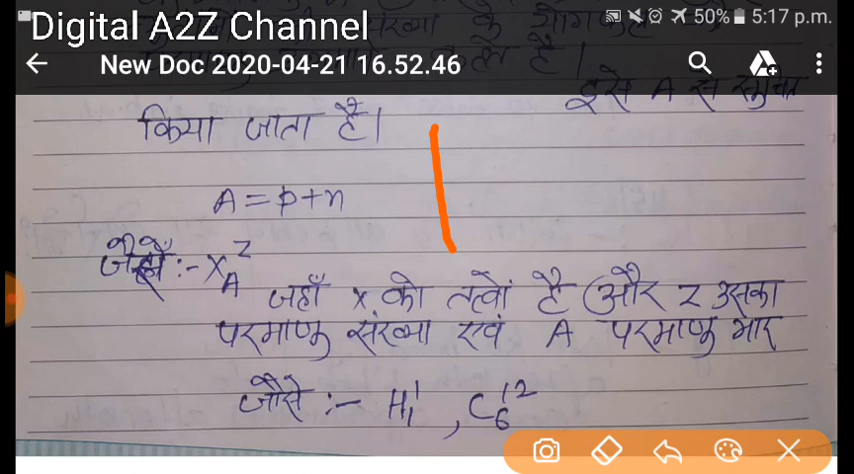 Digital A2Z Channel
50% 5:17 p.m.
New Doc 2020-04-21 16.52.46
इसे A से
किया जाता है।
A = p+n
जैसे :- X Z A
जहाँ x को तत्वों है और z उसका
परमाणु संख्या एवं A परमाणु भार
जौसे :- H 1 1 , C 12 6